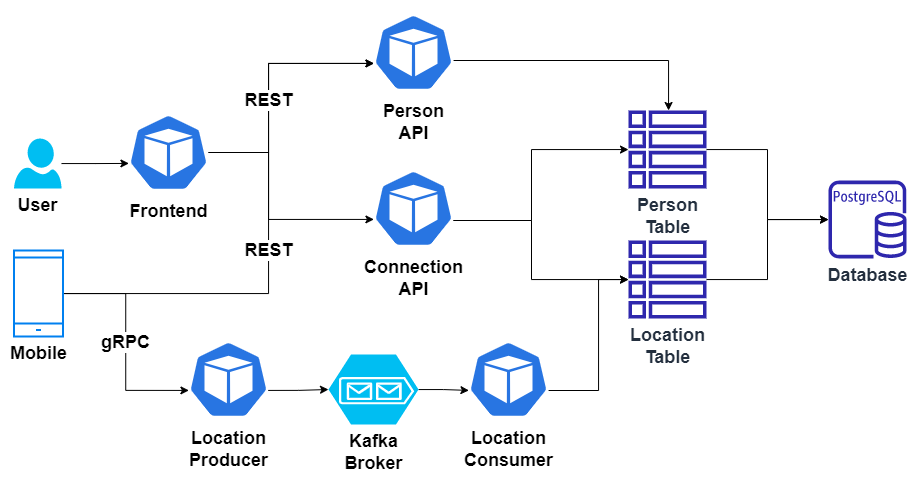 REST
Person
API
User
Frontend
Person
Table
PostgreSQL
Database
REST
Connection
API
Mobile
gRPC
Location
Table
Location
Producer
Kafka
Broker
Location
Consumer